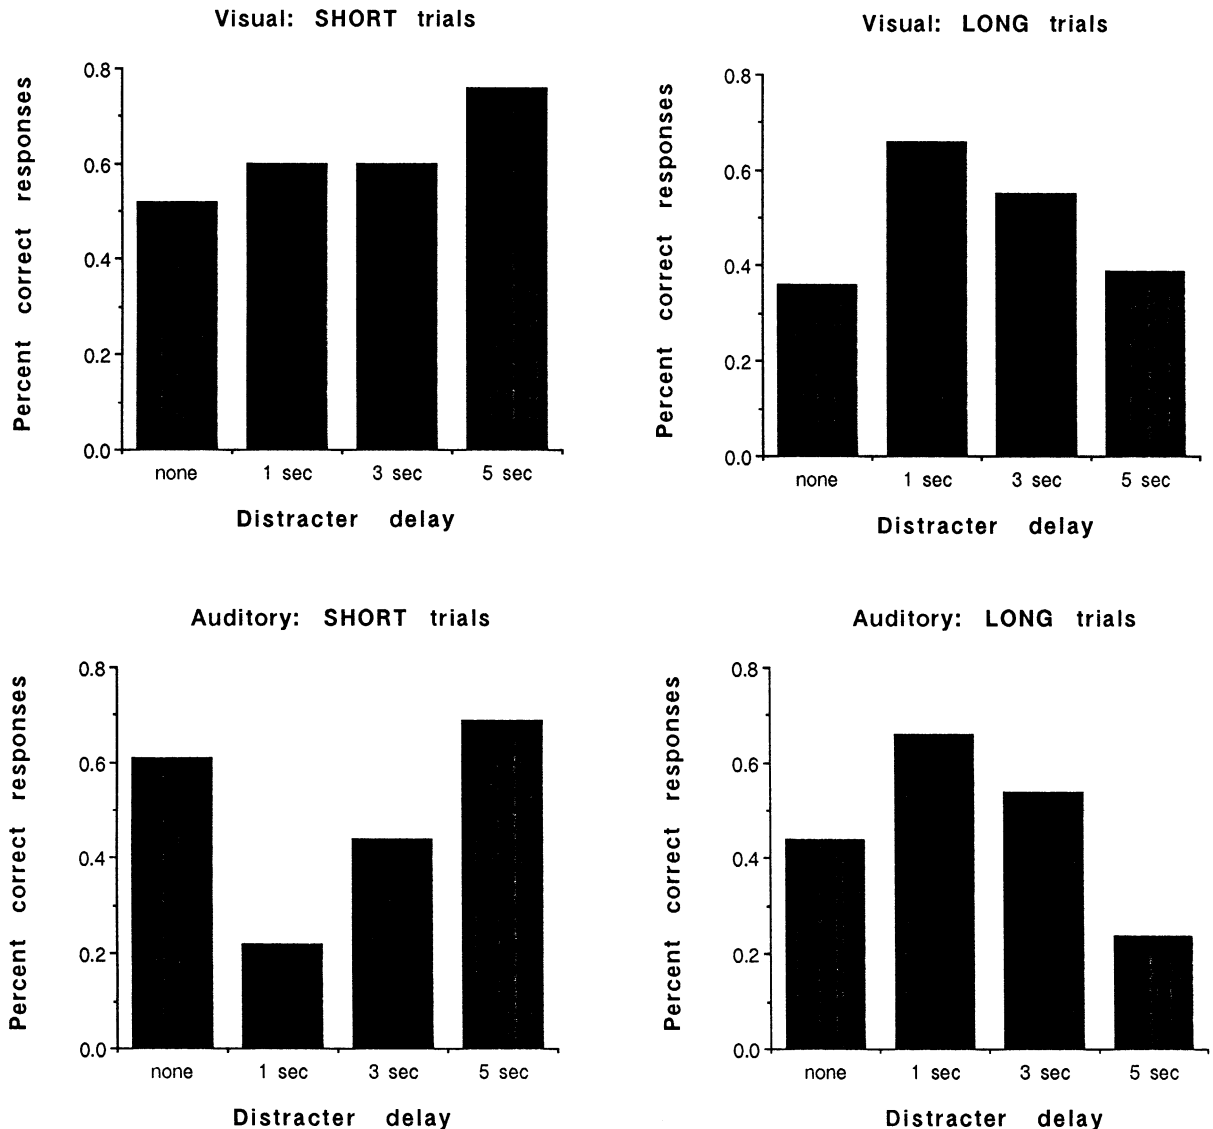 Visual: SHORT trials
Percent correct responses
0.8
0.6
0.4
0.2
0.0
none 1 sec 3 sec 5 sec
Distracter delay
Visual: LONG trials
Percent correct responses
0.8
0.6
0.4
0.2
0.0
none 1 sec 3 sec 5 sec
Distracter delay
Auditory: SHORT trials
Percent correct responses
0.8
0.6
0.4
0.2
0.0
none 1 sec 3 sec 5 sec
Distracter delay
Auditory: LONG trials
Percent correct responses
0.8
0.6
0.4
0.2
0.0
none 1 sec 3 sec 5 sec
Distracter delay